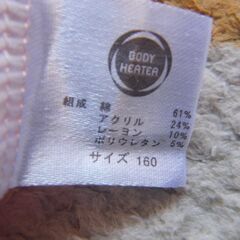 BODY
HEATER
組成 綿 61%
アクリル 24%
レーヨン 10%
ポリウレタン 5%
サイズ 160